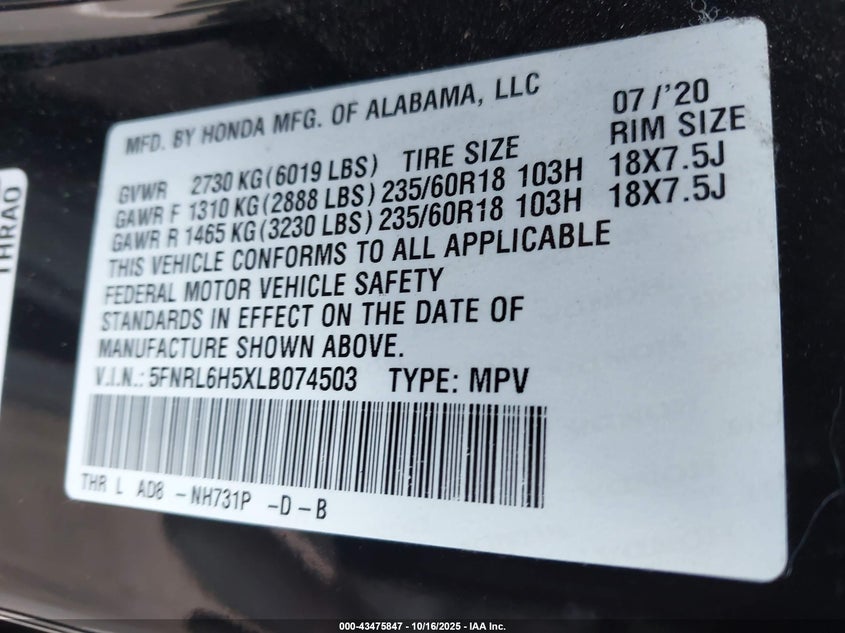 MFD. BY HONDA MFG. OF ALABAMA, LLC 07/'20
GVWR 2730 KG(6019 LBS) TIRE SIZE RIM SIZE
GAWR F 1310 KG(2888 LBS) 235/60R18 103H 18X7.5J
GAWR R 1465 KG(3230 LBS) 235/60R18 103H 18X7.5J
THIS VEHICLE CONFORMS TO ALL APPLICABLE
FEDERAL MOTOR VEHICLE SAFETY
STANDARDS IN EFFECT ON THE DATE OF
MANUFACTURE SHOWN ABOVE.
V.I.N.: 5FNRL6H5XLB074503 TYPE: MPV
THR L AD8 -NH731P -D-B
THRA0
000-43475847 | 10/16/2025 - IAA Inc.